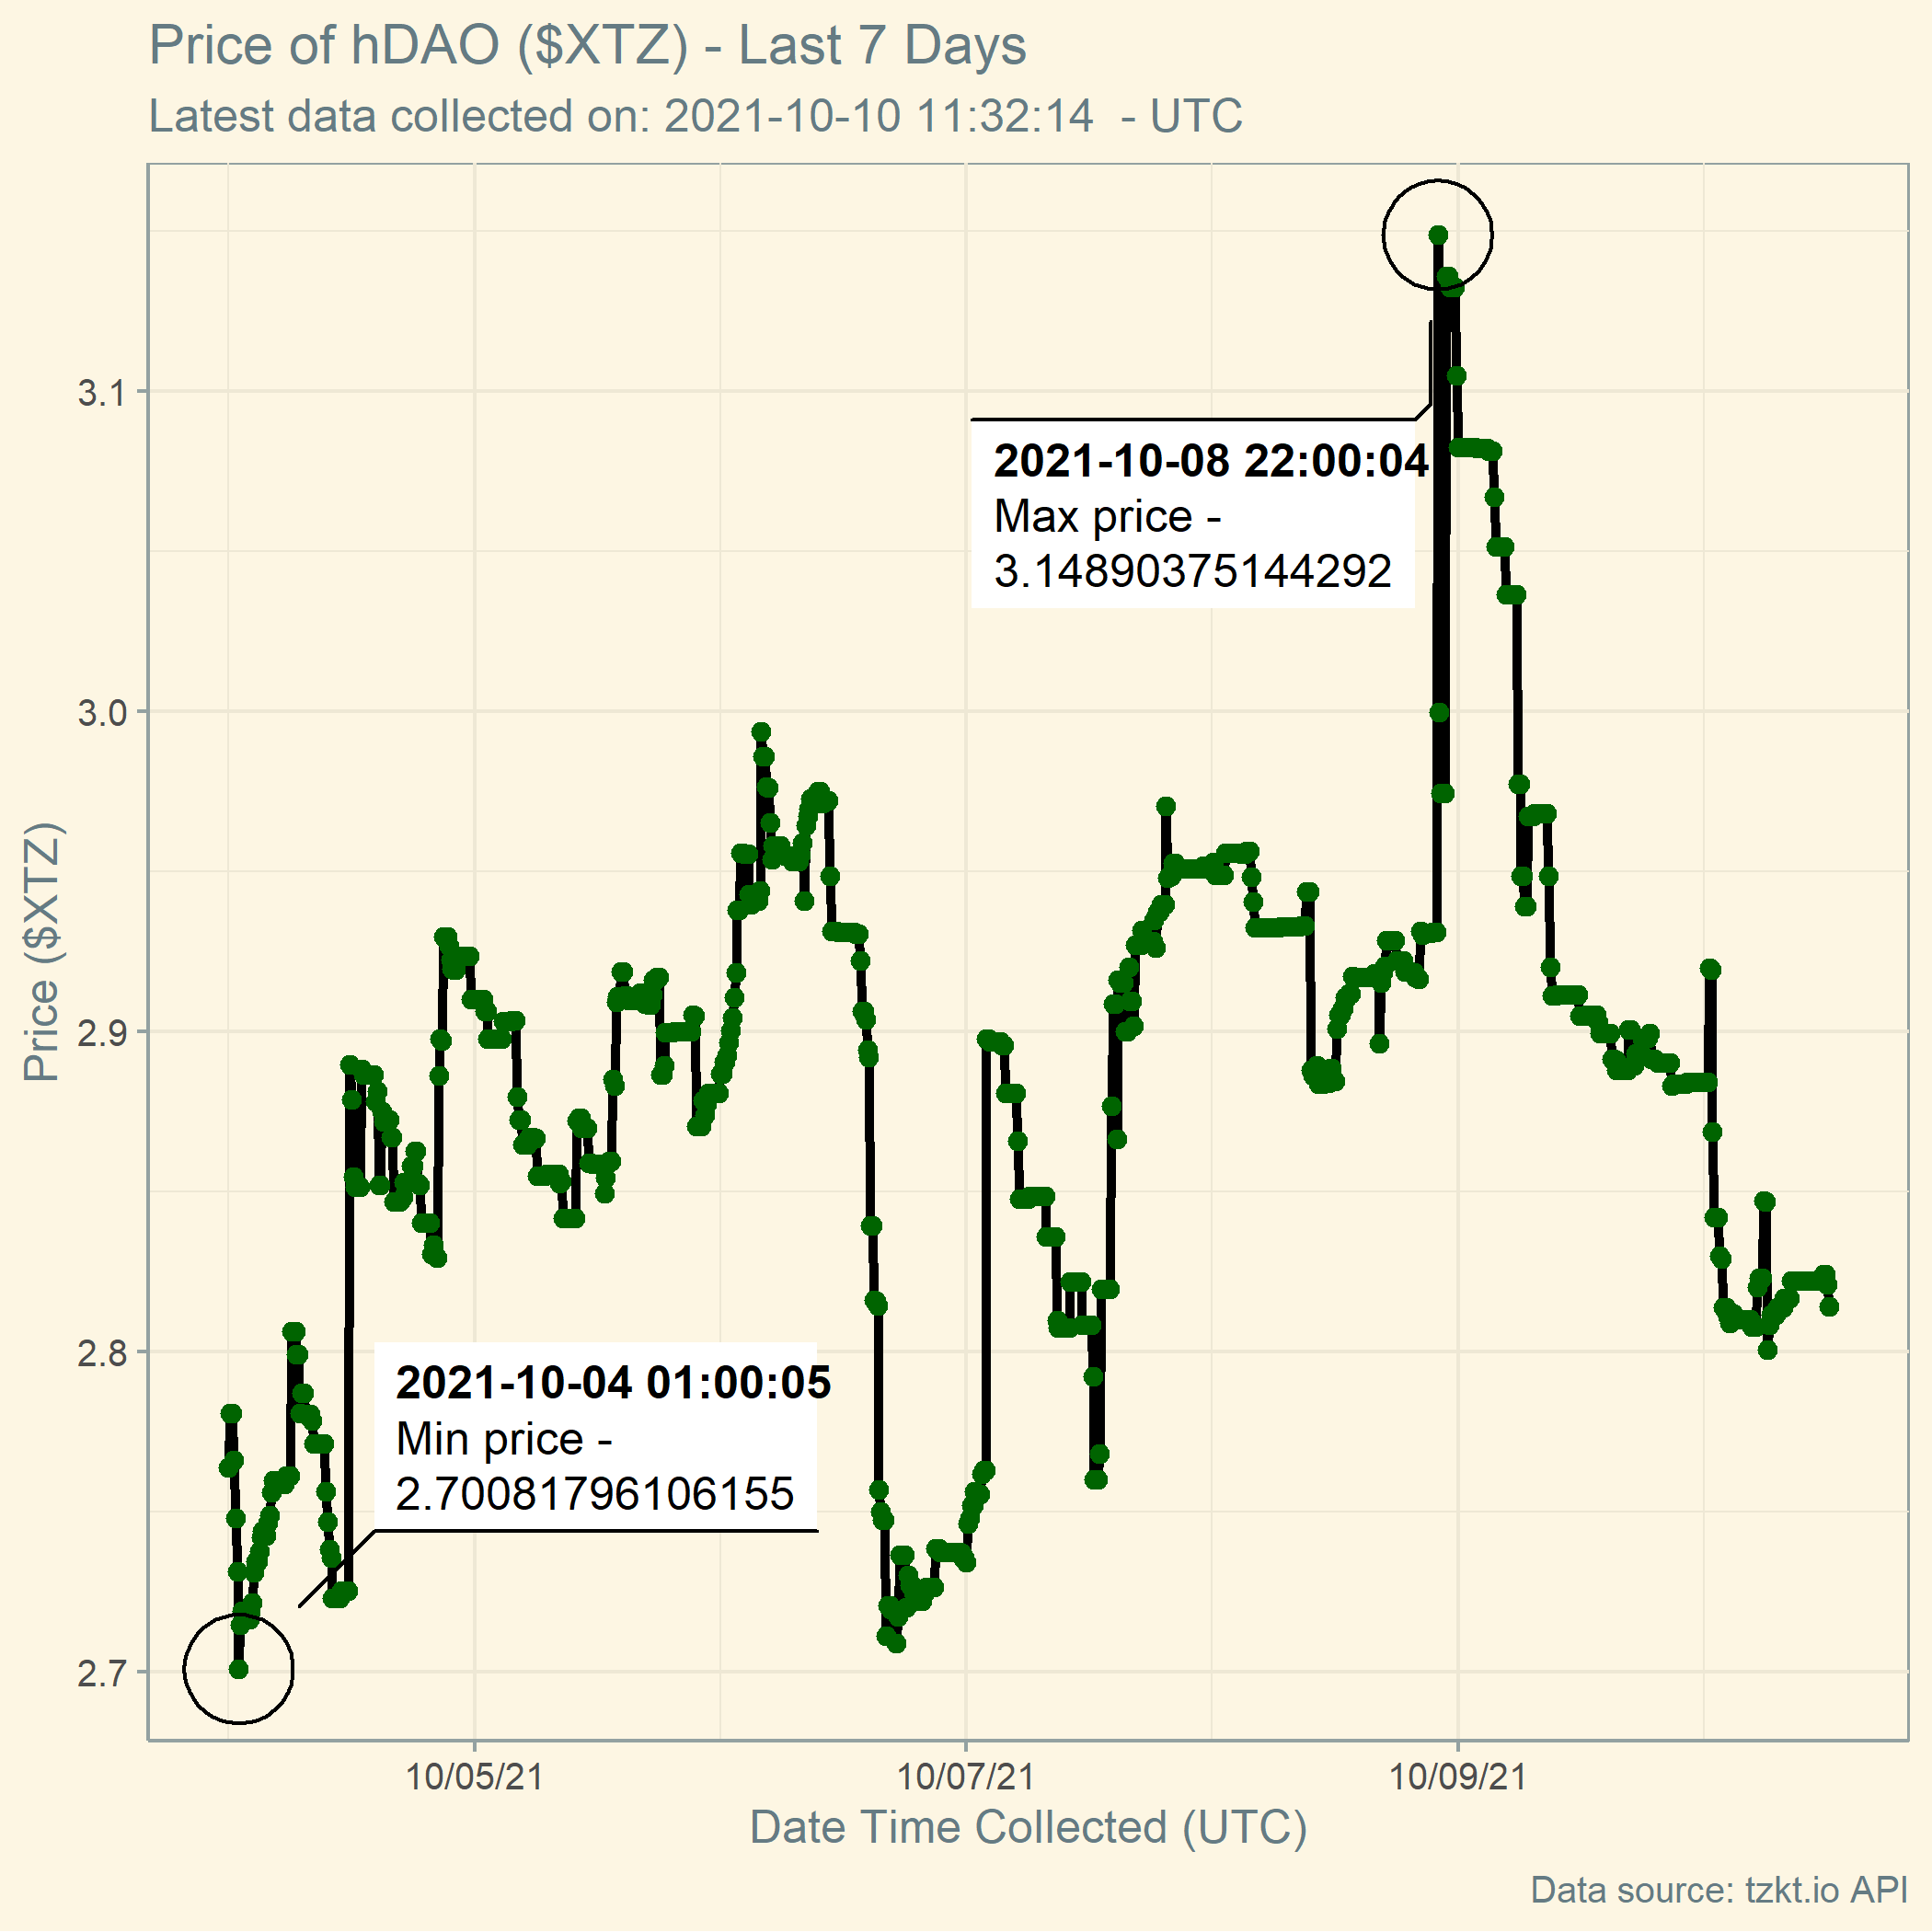 Price of hDAO ($XTZ) - Last 7 Days
Latest data collected on: 2021-10-10 11:32:14  - UTC
3.1
3.0
2.9
2.8
2.7
Price ($XTZ)
2021-10-08 22:00:04
Max price -
3.14890375144292
2021-10-04 01:00:05
Min price -
2.70081796106155
10/05/21
10/07/21
10/09/21
Date Time Collected (UTC)
Data source: tzkt.io API